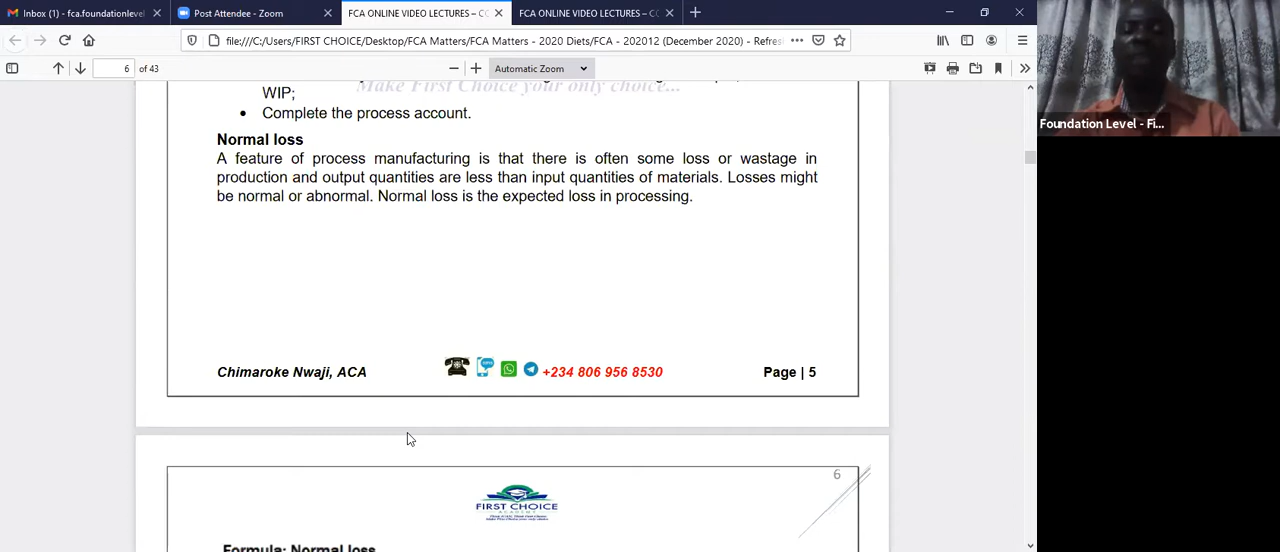 Inbox (1) - fca.foundationlevel
Post Attendee - Zoom
FCA ONLINE VIDEO LECTURES – CC
FCA ONLINE VIDEO LECTURES – CC
file:///C:/Users/FIRST CHOICE/Desktop/FCA Matters/FCA Matters - 2020 Diets/FCA - 202012 (December 2020) - Refres
6 of 43
Automatic Zoom
Make First Choice your only choice...
WIP;
• Complete the process account.
Normal loss
A feature of process manufacturing is that there is often some loss or wastage in
production and output quantities are less than input quantities of materials. Losses might
be normal or abnormal. Normal loss is the expected loss in processing.
Chimaroke Nwaji, ACA
+234 806 956 8530
Page | 5
6
FIRST CHOICE
ACADEMY
Formula: Normal loss
Foundation Level - Fi...